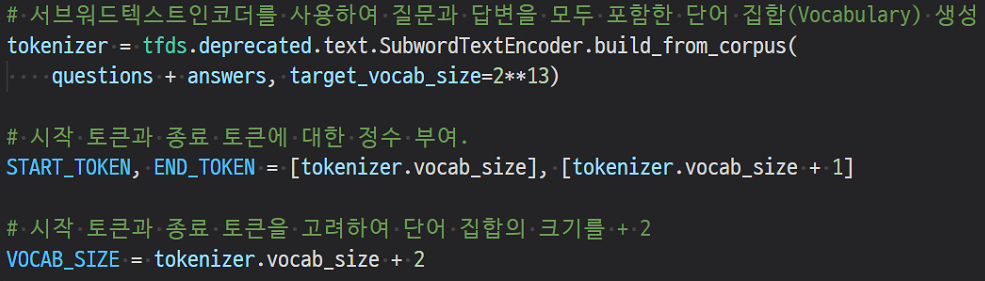 # 서브워드텍스트인코더를 사용하여 질문과 답변을 모두 포함한 단어 집합(Vocabulary) 생성
tokenizer = tfds.deprecated.text.SubwordTextEncoder.build_from_corpus(
    questions + answers, target_vocab_size=2**13)
# 시작 토큰과 종료 토큰에 대한 정수 부여.
START_TOKEN, END_TOKEN = [tokenizer.vocab_size], [tokenizer.vocab_size + 1]
# 시작 토큰과 종료 토큰을 고려하여 단어 집합의 크기를 + 2
VOCAB_SIZE = tokenizer.vocab_size + 2